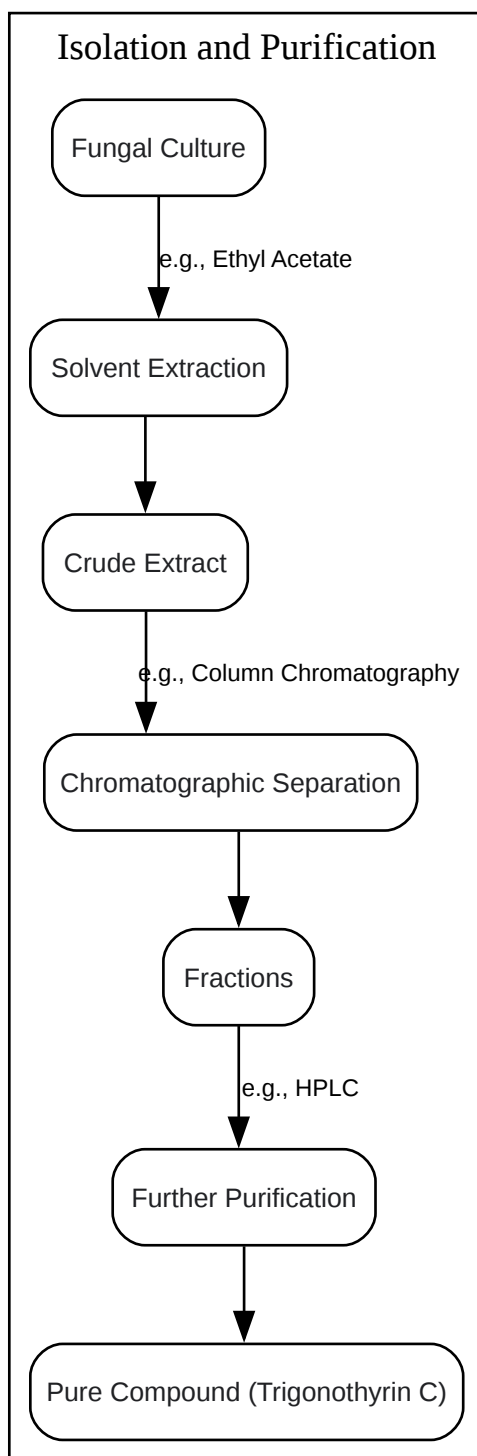 Isolation and Purification
Fungal Culture
e.g., Ethyl Acetate
Solvent Extraction
Crude Extract
e.g., Column Chromatography
Chromatographic Separation
Fractions
e.g., HPLC
Further Purification
Pure Compound (Trigonothyrin C)